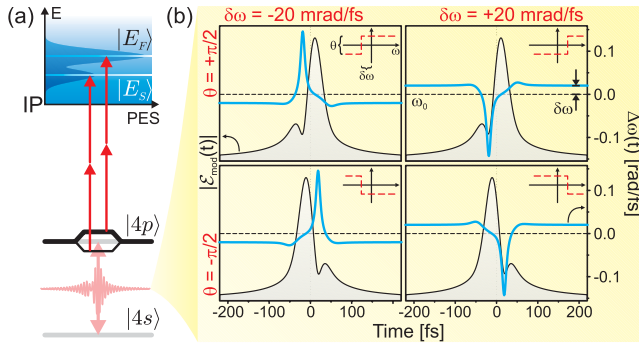 (a)
E
|E_F⟩
|E_S⟩
IP
PES
|4p⟩
|4s⟩
(b)
δω = -20 mrad/fs
δω = +20 mrad/fs
θ = +π/2
θ = -π/2
θ{
ω
δω
|ℰ_mod(t)|
ω₀
δω
Δω(t) [rad/fs]
0.1
0.0
-0.1
0.1
0.0
-0.1
-200
-100
0
100
-200
-100
0
100
200
Time [fs]